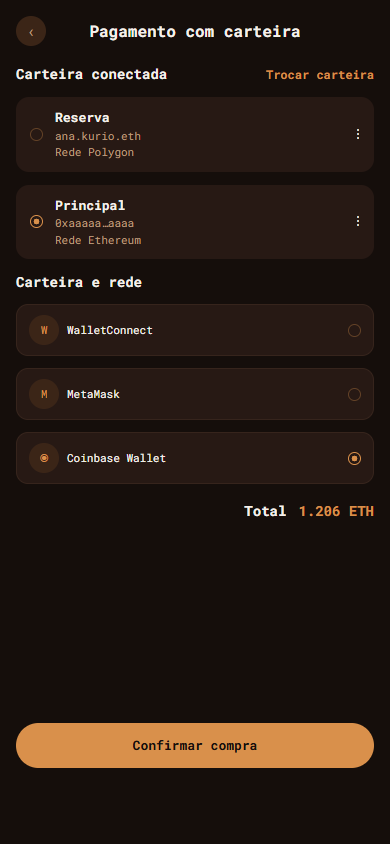 ‹
Pagamento com carteira
Carteira conectada
Trocar carteira
Reserva
ana.kurio.eth
Rede Polygon
Principal
0xaaaaa…aaaa
Rede Ethereum
Carteira e rede
W WalletConnect
M MetaMask
Coinbase Wallet
Total 1.206 ETH
Confirmar compra